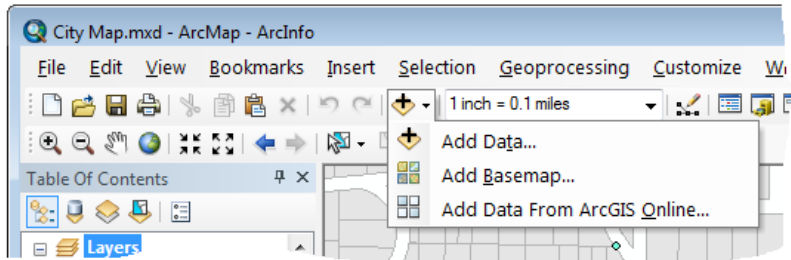 City Map.mxd - ArcMap - ArcInfo
File Edit View Bookmarks Insert Selection Geoprocessing Customize
1 inch = 0.1 miles
Add Data...
Add Basemap...
Add Data From ArcGIS Online...
Table Of Contents
Layers